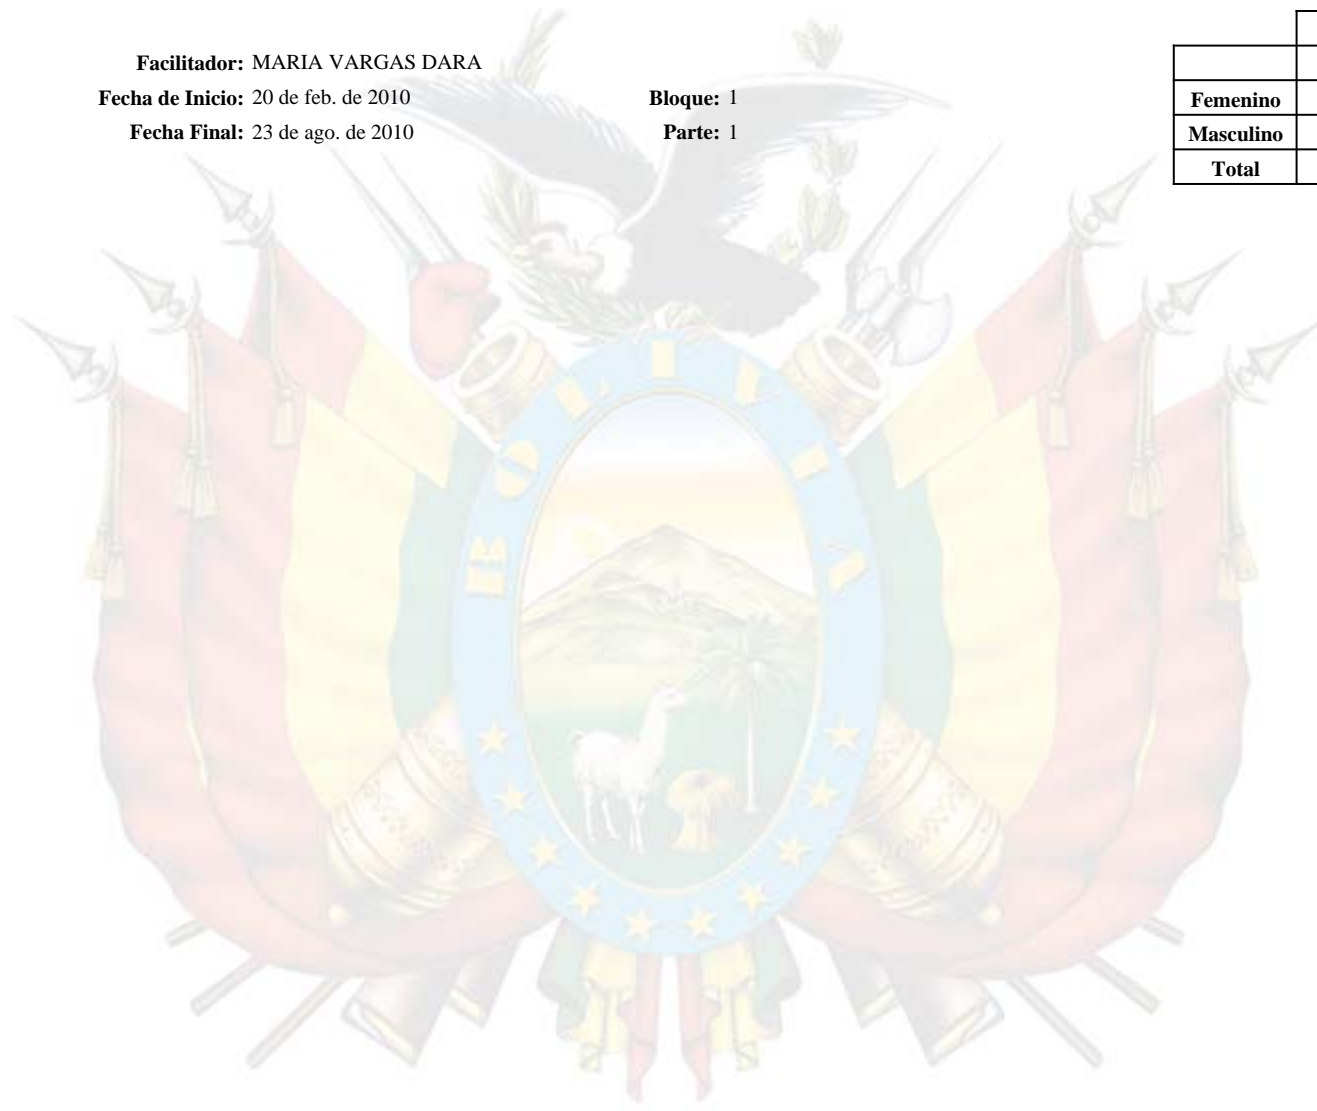 Facilitador: MARIA VARGAS DARA
Fecha de Inicio: 20 de feb. de 2010 Bloque: 1
Fecha Final: 23 de ago. de 2010 Parte: 1
Femenino
Masculino
Total
BOLIVIA